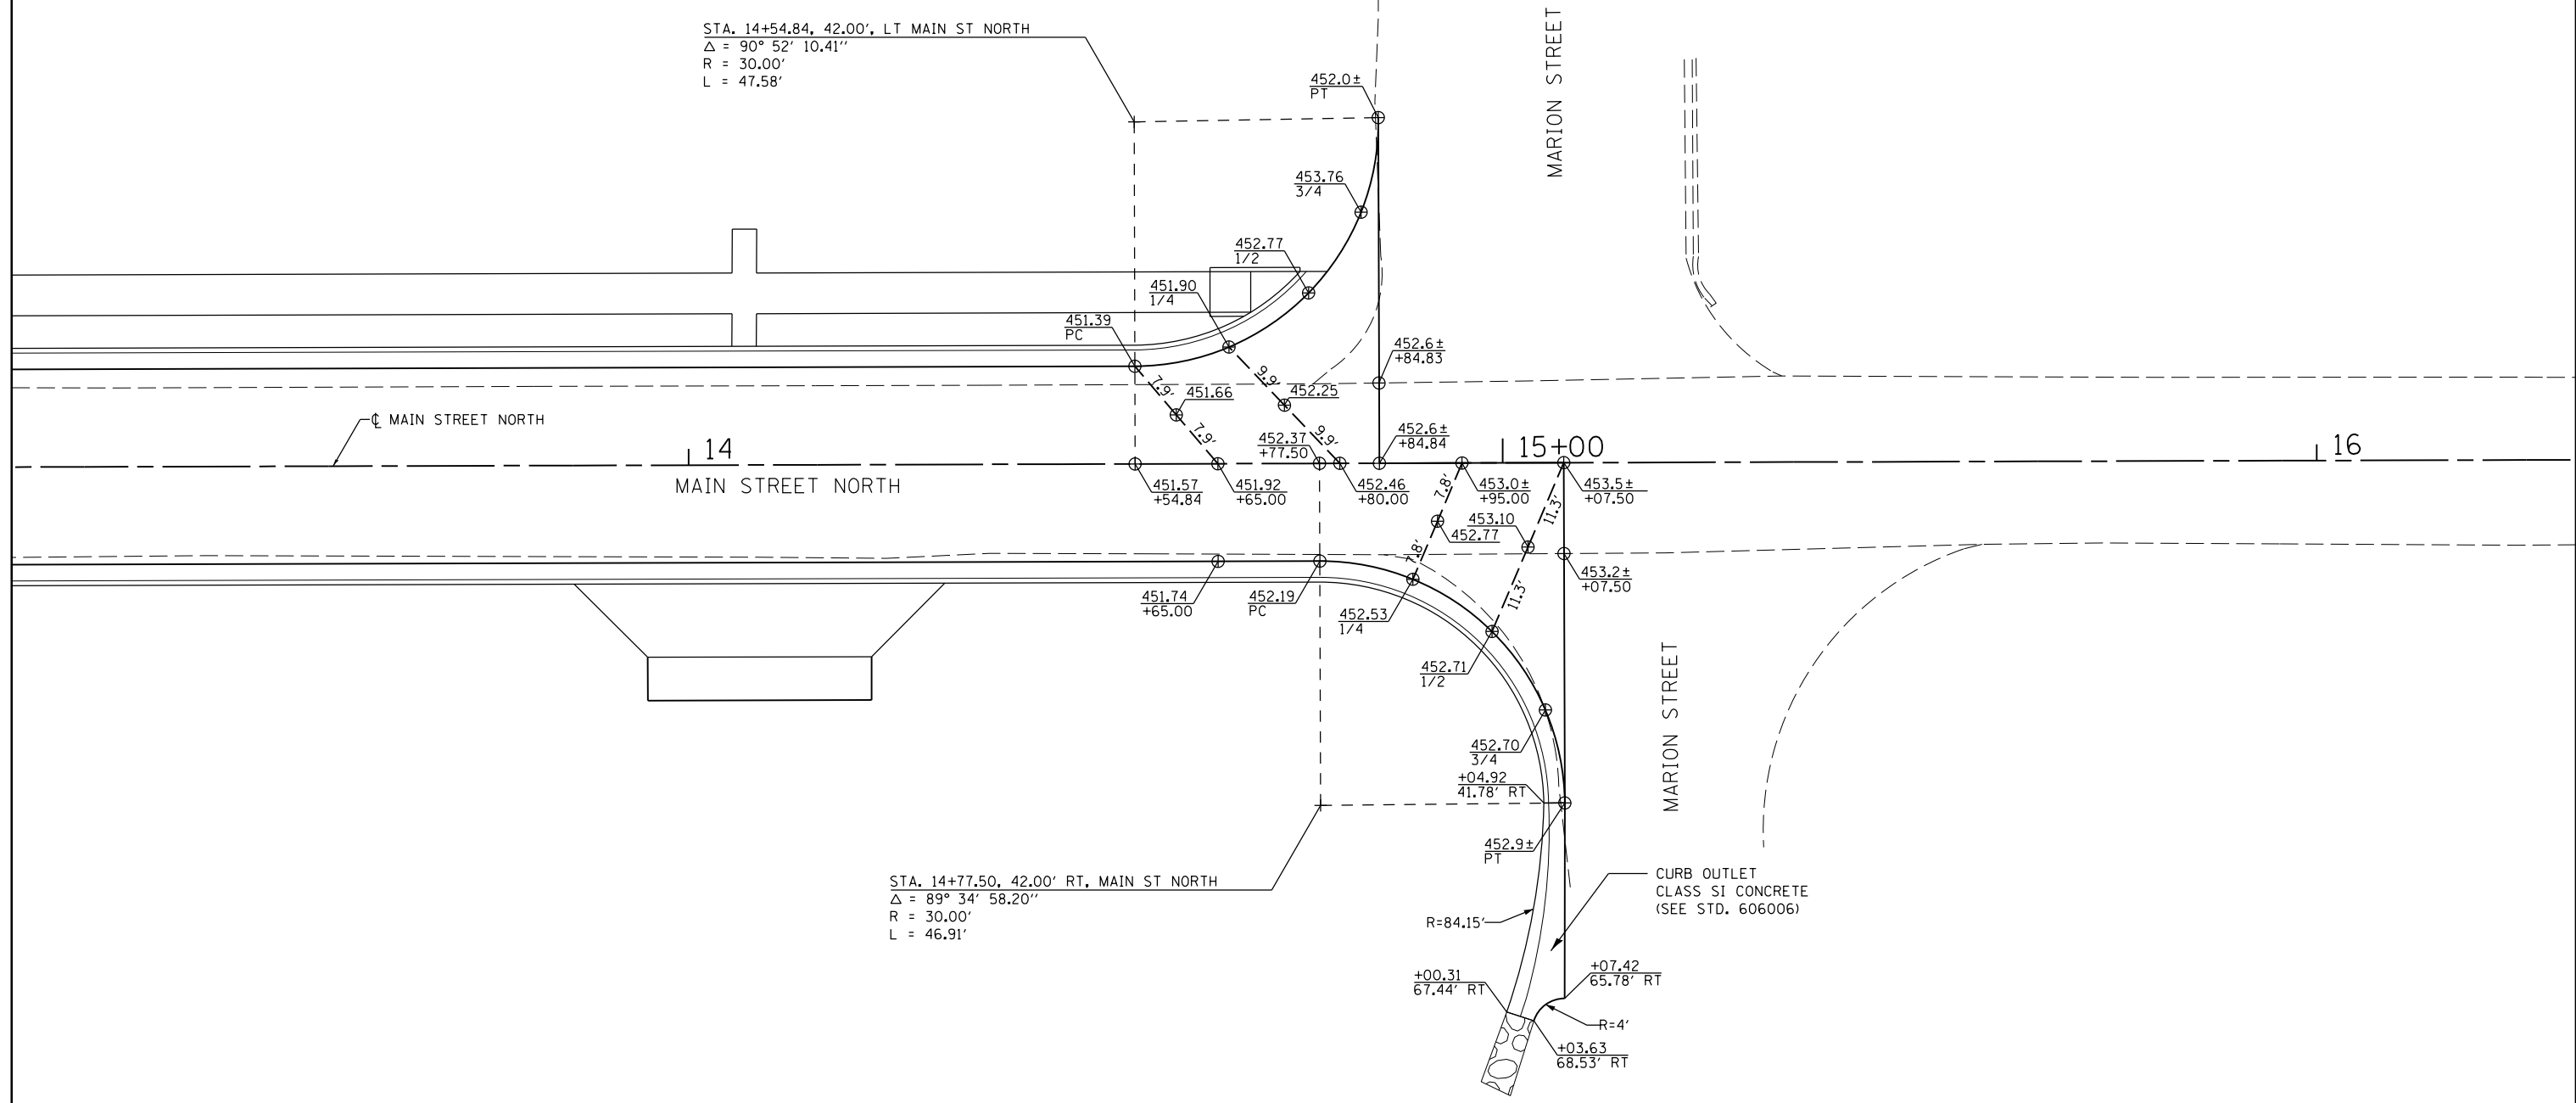 STA. 14+54.84, 42.00', LT MAIN ST NORTH
Δ = 90° 52' 10.41''
R = 30.00'
L = 47.58'
MARION STREET
452.0±
PT
453.76
3/4
452.77
1/2
451.90
1/4
451.39
PC
452.6±
+84.83
9.9'
7.9'
451.66
452.25
℄ MAIN STREET NORTH
7.9'
9.9'
452.37
+77.50
452.6±
+84.84
14
15+00
16
MAIN STREET NORTH
451.57
+54.84
451.92
+65.00
452.46
+80.00
7.8'
453.0±
+95.00
453.5±
+07.50
11.3'
453.10
452.77
7.8'
453.2±
+07.50
451.74
+65.00
452.19
PC
11.3'
452.53
1/4
452.71
1/2
MARION STREET
452.70
3/4
+04.92
41.78' RT
452.9±
PT
STA. 14+77.50, 42.00' RT, MAIN ST NORTH
Δ = 89° 34' 58.20''
R = 30.00'
L = 46.91'
CURB OUTLET
CLASS SI CONCRETE
(SEE STD. 606006)
R=84.15'
+00.31
67.44' RT
+07.42
65.78' RT
R=4'
+03.63
68.53' RT